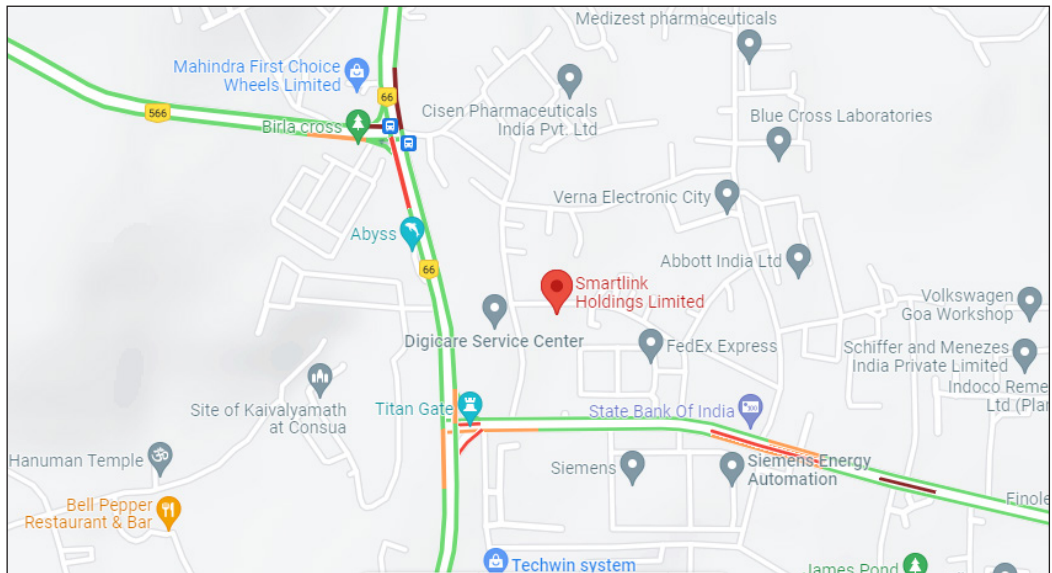 Medizest pharmaceuticals
Mahindra First Choice
Wheels Limited
66
566
Cisen Pharmaceuticals
India Pvt. Ltd
Blue Cross Laboratories
Birla cross
Verna Electronic City
Abyss
66
Abbott India Ltd
Smartlink
Holdings Limited
Volkswagen
Goa Workshop
Digicare Service Center
FedEx Express
Schiffer and Menezes
India Private Limited
Indoco Reme
Ltd.(Plan
Site of Kaivalyamath
at Consua
Titan Gate
State Bank Of India
Hanuman Temple
Siemens
Siemens Energy
Automation
Bell Pepper
Restaurant & Bar
Finole
Techwin system
James Pond